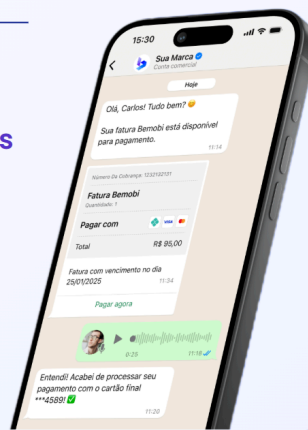 s
15:30
Sua Marca
Conta comercial
Hoje
Olá, Carlos! Tudo bem? 😊
Sua fatura Bemobi está disponível
para pagamento.
11:14
Número Da Cobrança: 1232132131
Fatura Bemobi
Quantidade: 1
Pagar com
VISA
Total R$ 95,00
Fatura com vencimento no dia
25/01/2025
11:34
Pagar agora
0:25
11:18
Entendi! Acabei de processar seu
pagamento com o cartão final
***4589! ✅
11:20